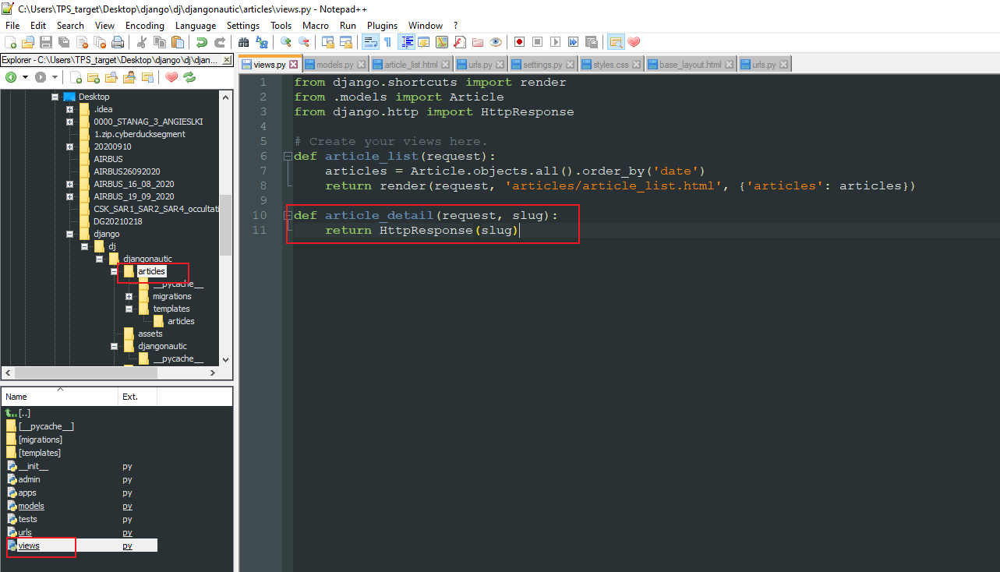 C:\Users\TPS_target\Desktop\django\dj\djangonautic\articles\views.py - Notepad++
File Edit Search View Encoding Language Settings Tools Macro Run Plugins Window ?
Explorer - C:\Users\TPS_target\Desktop\django\dj\djan...
Desktop
.idea
0000_STANAG_3_ANGIESLKI
1.zip.cyberducksegment
20200910
AIRBUS
AIRBUS26092020
AIRBUS_16_08_2020
AIRBUS_19_09_2020
CSK_SAR1_SAR2_SAR4_occultati
DG20210218
django
dj
djangonautic
articles
__pycache__
migrations
templates
articles
assets
djangonautic
__pycache__
Name Ext.
[..]
[__pycache__]
[migrations]
[templates]
__init__ py
admin py
apps py
models py
tests py
urls py
views py
views.py models.py article_list.html urls.py settings.py styles.css base_layout.html urls.py
1 from django.shortcuts import render
2 from .models import Article
3 from django.http import HttpResponse
4
5 # Create your views here.
6 def article_list(request):
7 articles = Article.objects.all().order_by('date')
8 return render(request, 'articles/article_list.html', {'articles': articles})
9
10 def article_detail(request, slug):
11 return HttpResponse(slug)